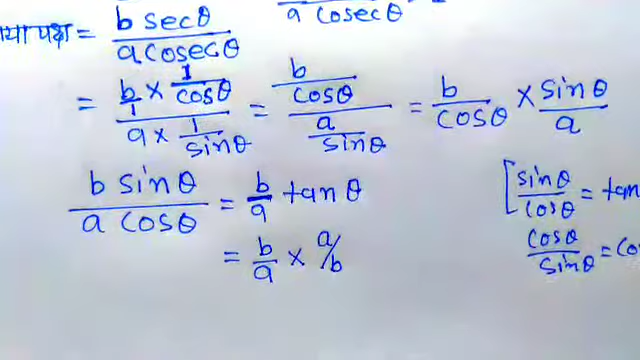 बायां पक्ष = b secθ / a cosecθ
a cosecθ
= b/1 × 1/cosθ / a × 1/sinθ = b/cosθ / a/sinθ = b/cosθ × sinθ/a
b sinθ / a cosθ = b/a tanθ
[sinθ/cosθ = tan
= b/a × a/b
cosθ/sinθ = co